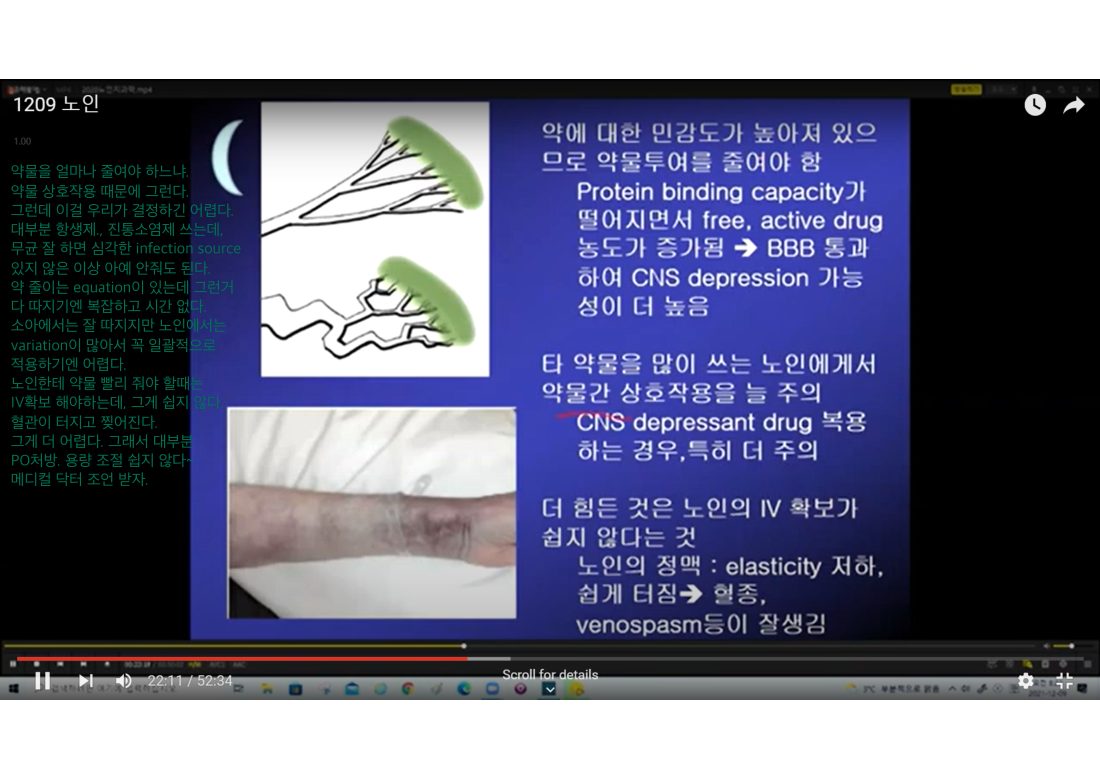 1209 노인
1.00
약물을 얼마나 줄여야 하느냐.
약물 상호작용 때문에 그런다.
그런데 이걸 우리가 결정하긴 어렵다.
대부분 항생제., 진통소염제 쓰는데,
무균 잘 하면 심각한 infection source
있지 않은 이상 아예 안줘도 된다.
약 줄이는 equation이 있는데 그런거
다 따지기엔 복잡하고 시간 없다.
소아에서는 잘 따지지만 노인에서는
variation이 많아서 꼭 일괄적으로
적용하기엔 어렵다.
노인한테 약물 빨리 줘야 할때는
IV확보 해야하는데, 그게 쉽지 않다.
혈관이 터지고 찢어진다.
그게 더 어렵다. 그래서 대부분
PO처방. 용량 조절 쉽지 않다~
메디컬 닥터 조언 받자.
약에 대한 민감도가 높아져 있으
므로 약물투여를 줄여야 함
Protein binding capacity가
떨어지면서 free, active drug
농도가 증가됨 ➔ BBB 통과
하여 CNS depression 가능
성이 더 높음
타 약물을 많이 쓰는 노인에게서
약물간 상호작용을 늘 주의
CNS depressant drug 복용
하는 경우,특히 더 주의
더 힘든 것은 노인의 IV 확보가
쉽지 않다는 것
노인의 정맥 : elasticity 저하,
쉽게 터짐➔ 혈종,
venospasm등이 잘생김
22:11 / 52:34
Scroll for details
3°C 부분적으로 맑음
2021-12-09